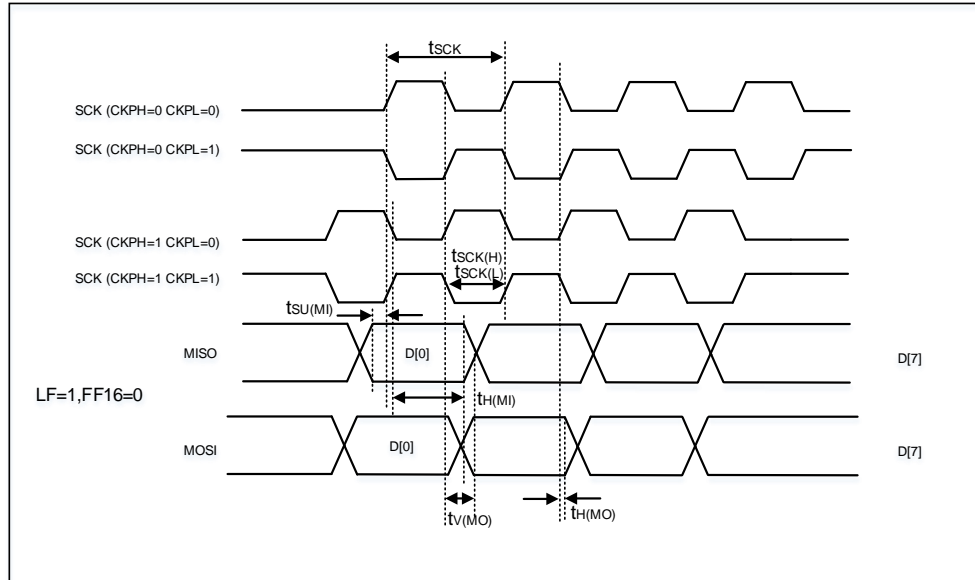 tSCK
SCK (CKPH=0 CKPL=0)
SCK (CKPH=0 CKPL=1)
SCK (CKPH=1 CKPL=0)
tSCK(H)
SCK (CKPH=1 CKPL=1)
tSCK(L)
tSU(MI)
MISO
D[0]
D[7]
LF=1,FF16=0
tH(MI)
MOSI
D[0]
D[7]
tV(MO)
tH(MO)